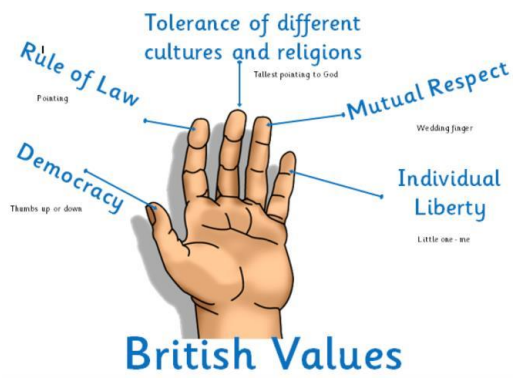 Tolerance of different
cultures and religions
Tallest pointing to God
Rule of Law
Pointing
Mutual Respect
Wedding finger
Democracy
Thumbs up or down
Individual
Liberty
Little one - me
British Values